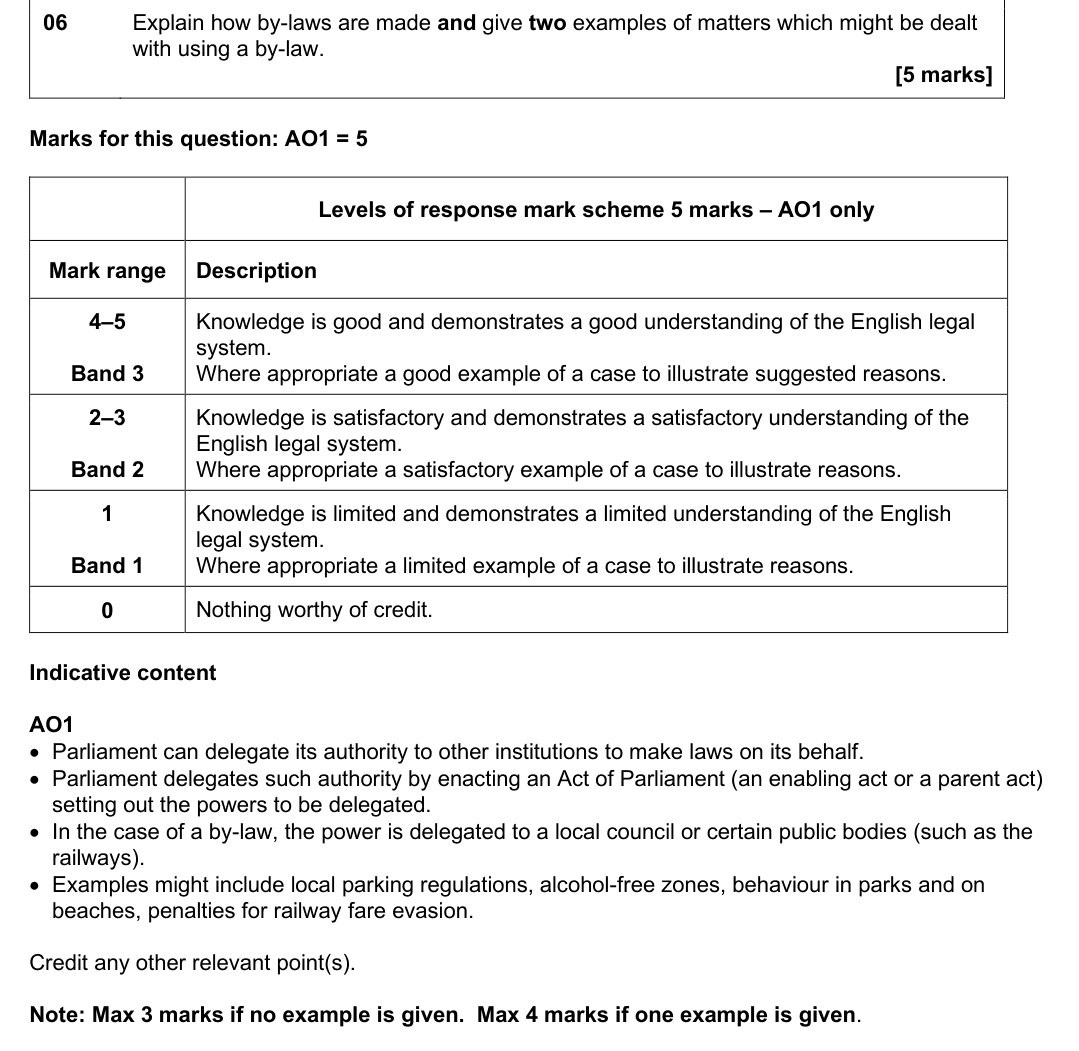 06 Explain how by-laws are made and give two examples of matters which might be dealt
with using a by-law.
[5 marks]
Marks for this question: AO1 = 5
Levels of response mark scheme 5 marks – AO1 only
Mark range Description
4–5 Knowledge is good and demonstrates a good understanding of the English legal
system.
Band 3 Where appropriate a good example of a case to illustrate suggested reasons.
2–3 Knowledge is satisfactory and demonstrates a satisfactory understanding of the
English legal system.
Band 2 Where appropriate a satisfactory example of a case to illustrate reasons.
1 Knowledge is limited and demonstrates a limited understanding of the English
legal system.
Band 1 Where appropriate a limited example of a case to illustrate reasons.
0 Nothing worthy of credit.
Indicative content
AO1
• Parliament can delegate its authority to other institutions to make laws on its behalf.
• Parliament delegates such authority by enacting an Act of Parliament (an enabling act or a parent act)
setting out the powers to be delegated.
• In the case of a by-law, the power is delegated to a local council or certain public bodies (such as the
railways).
• Examples might include local parking regulations, alcohol-free zones, behaviour in parks and on
beaches, penalties for railway fare evasion.
Credit any other relevant point(s).
Note: Max 3 marks if no example is given. Max 4 marks if one example is given.